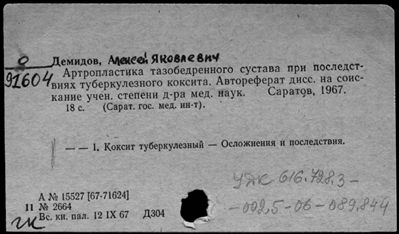 О
91604
Демидов, Алексей Яковлевич
Артропластика тазобедренного сустава при последст-
виях туберкулезного коксита. Автореферат дисс. на соис-
кание учен. степени д-ра мед. наук. Саратов, 1967.
18 с. (Сарат. гос. мед. ин-т).
— — 1. Коксит туберкулезный — Осложнения и последствия.
УДК 616.728.3-
-002,5-06-089,844
А № 15527 [67-71624]
II № 2664
Вс. кн. пал. 12 IX 67 Д304
чк